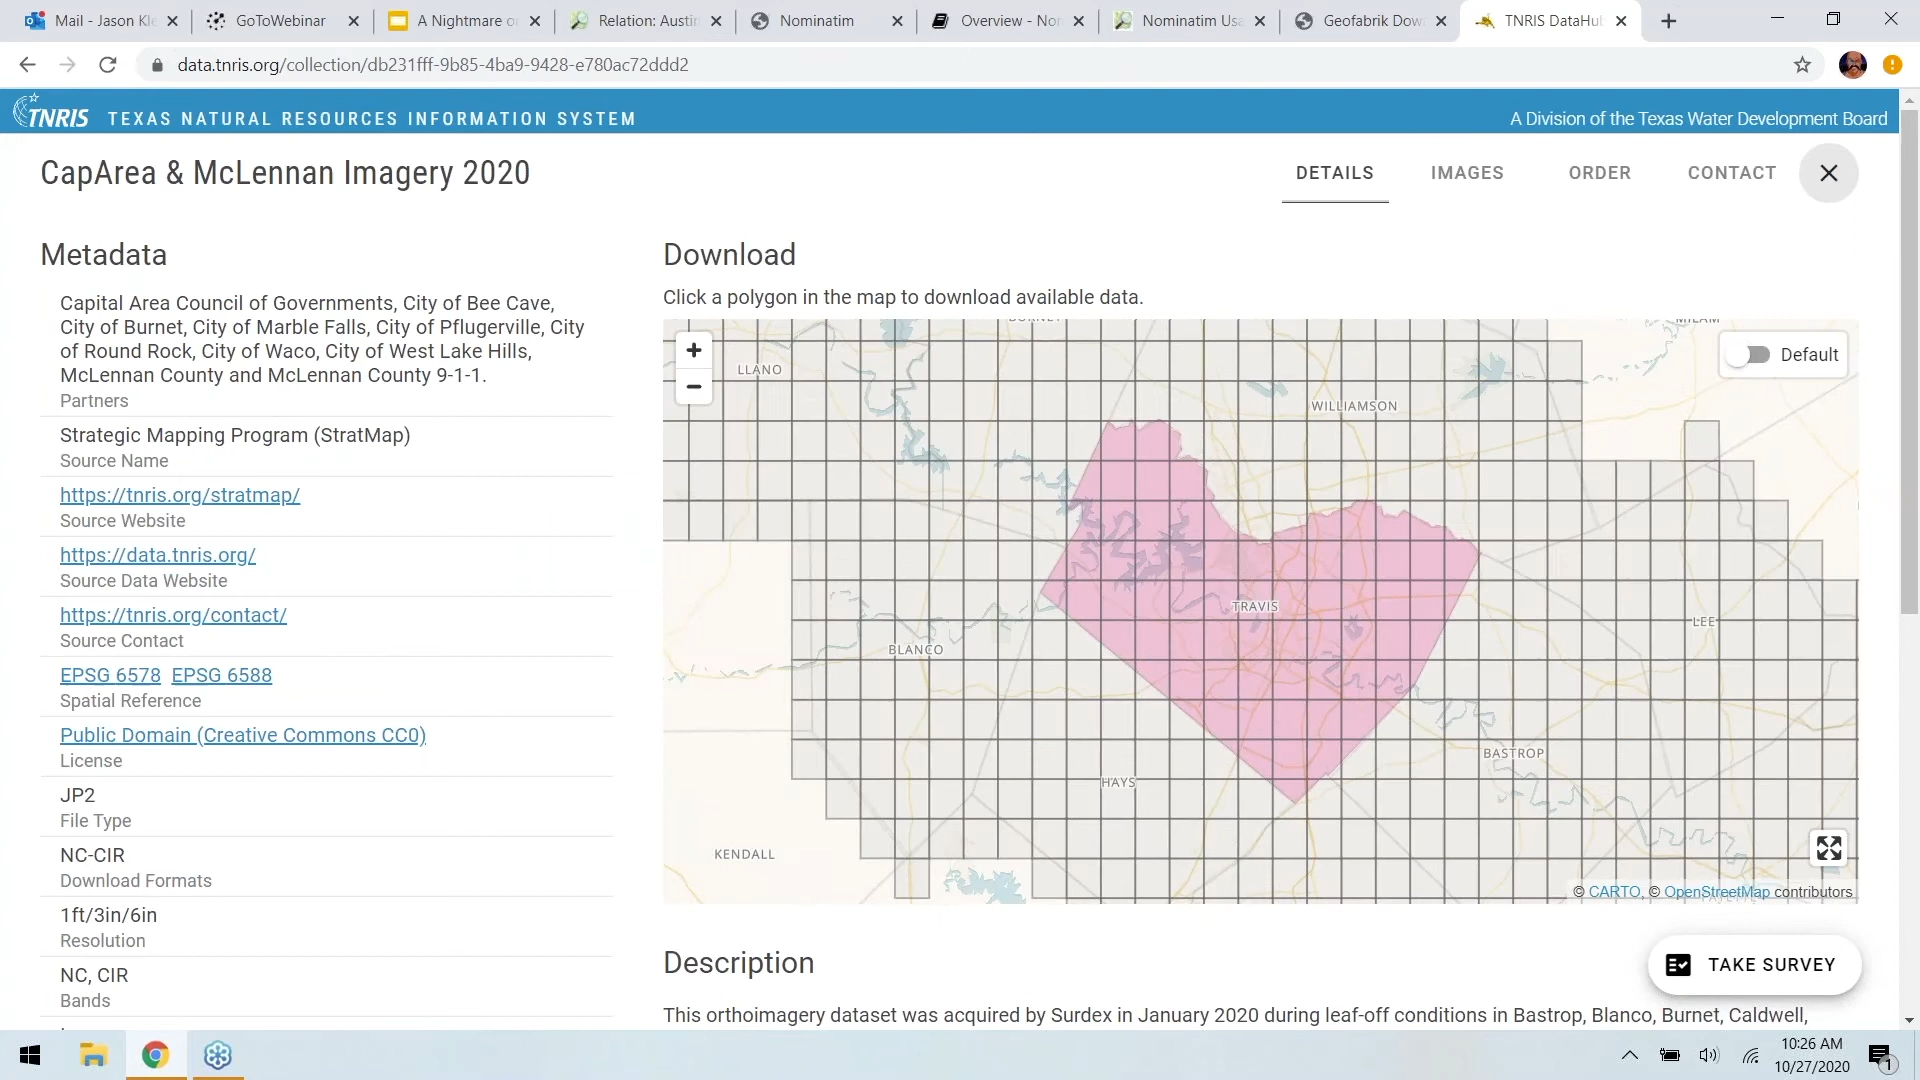 Mail - Jason Kle
GoToWebinar
A Nightmare o
Relation: Austin
Nominatim
Overview - Nom
Nominatim Usa
Geofabrik Dow
TNRIS DataHub
data.tnris.org/collection/db231fff-9b85-4ba9-9428-e780ac72ddd2
TNRIS TEXAS NATURAL RESOURCES INFORMATION SYSTEM
A Division of the Texas Water Development Board
CapArea & McLennan Imagery 2020
DETAILS
IMAGES
ORDER
CONTACT
Metadata
Capital Area Council of Governments, City of Bee Cave,
City of Burnet, City of Marble Falls, City of Pflugerville, City
of Round Rock, City of Waco, City of West Lake Hills,
McLennan County and McLennan County 9-1-1.
Partners
Strategic Mapping Program (StratMap)
Source Name
https://tnris.org/stratmap/
Source Website
https://data.tnris.org/
Source Data Website
https://tnris.org/contact/
Source Contact
EPSG 6578 EPSG 6588
Spatial Reference
Public Domain (Creative Commons CC0)
License
JP2
File Type
NC-CIR
Download Formats
1ft/3in/6in
Resolution
NC, CIR
Bands
Download
Click a polygon in the map to download available data.
BURNET
MILAM
+
Default
LLANO
−
WILLIAMSON
TRAVIS
LEE
BLANCO
BASTROP
HAYS
KENDALL
© CARTO, © OpenStreetMap contributors
FAYETTE
Description
TAKE SURVEY
This orthoimagery dataset was acquired by Surdex in January 2020 during leaf-off conditions in Bastrop, Blanco, Burnet, Caldwell,
10:26 AM
10/27/2020
1